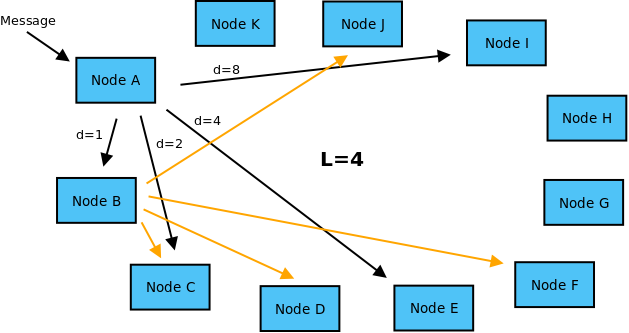 Message
Node K
Node J
Node I
Node A
d=8
d=4
d=1
d=2
L=4
Node H
Node B
Node G
Node C
Node D
Node E
Node F